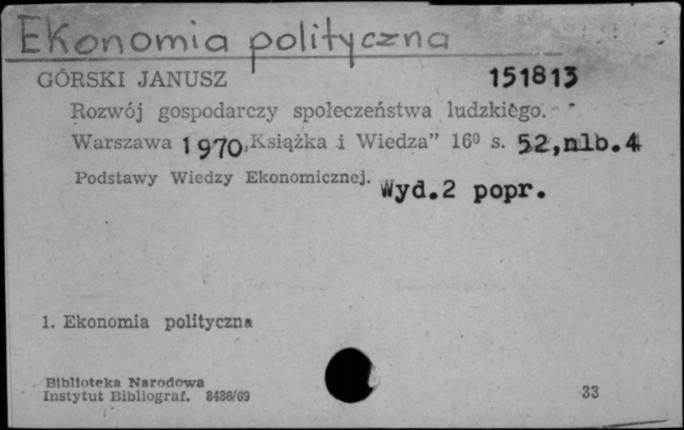 Ekonomia polityczna
GÓRSKI JANUSZ 151813
Rozwój gospodarczy społeczeństwa ludzkiego.
Warszawa 1970 „Książka i Wiedza” 16⁰ s. 52,nlb.4
Podstawy Wiedzy Ekonomicznej. Wyd.2 popr.
1. Ekonomia polityczna
Biblioteka Narodowa
Instytut Bibliograf. 8486/69
33